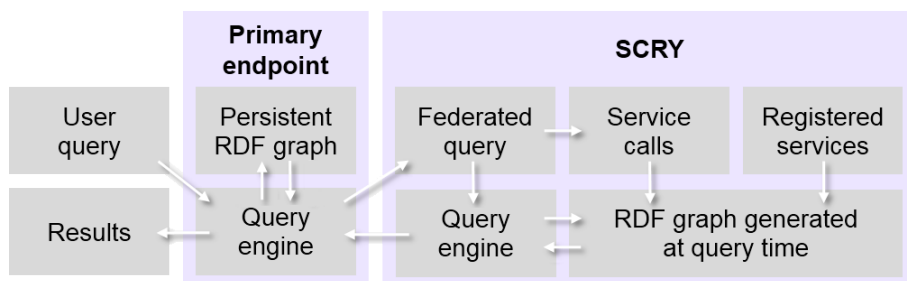 Primary
endpoint
SCRY
User
query
Persistent
RDF graph
Federated
query
Service
calls
Registered
services
Results
Query
engine
Query
engine
RDF graph generated
at query time